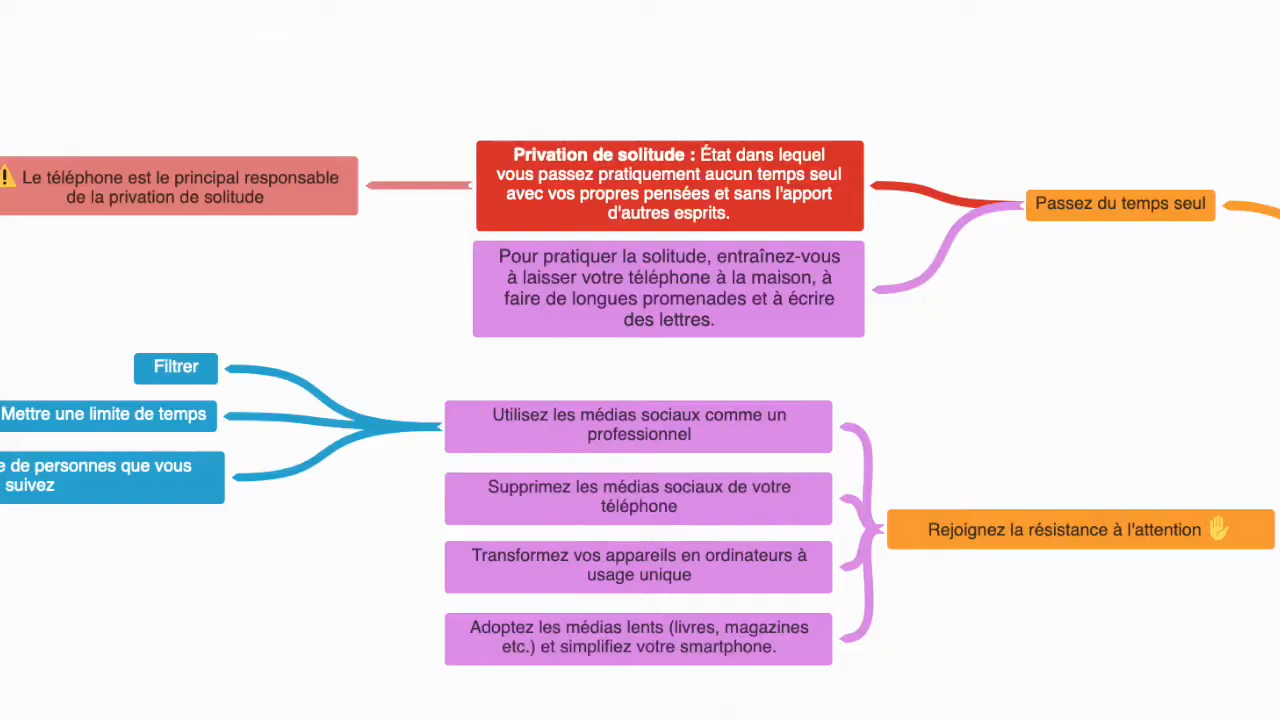 Le téléphone est le principal responsable
de la privation de solitude
Privation de solitude : État dans lequel
vous passez pratiquement aucun temps seul
avec vos propres pensées et sans l'apport
d'autres esprits.
Passez du temps seul
Pour pratiquer la solitude, entraînez-vous
à laisser votre téléphone à la maison, à
faire de longues promenades et à écrire
des lettres.
Filtrer
Mettre une limite de temps
de personnes que vous
suivez
Utilisez les médias sociaux comme un
professionnel
Supprimez les médias sociaux de votre
téléphone
Transformez vos appareils en ordinateurs à
usage unique
Adoptez les médias lents (livres, magazines
etc.) et simplifiez votre smartphone.
Rejoignez la résistance à l'attention